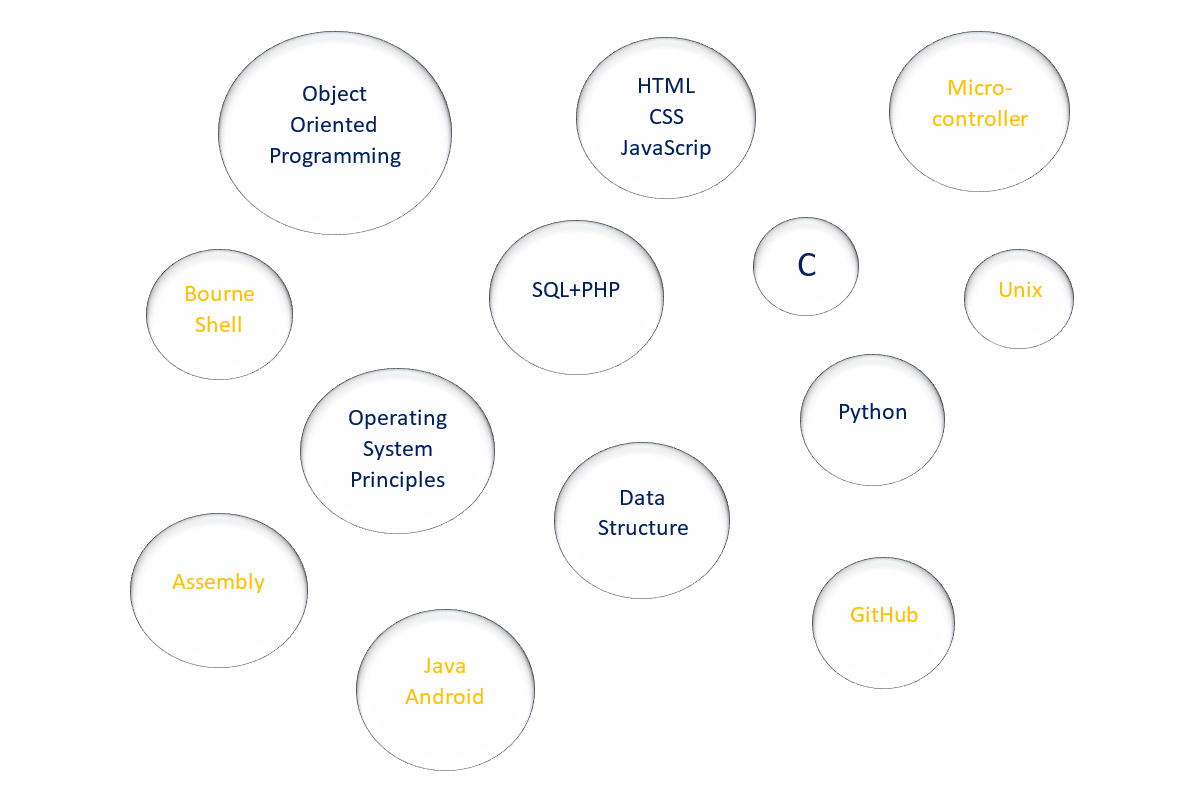 Object
Oriented
Programming
HTML
CSS
JavaScrip
Micro-
controller
Bourne
Shell
SQL+PHP
C
Unix
Operating
System
Principles
Data
Structure
Python
Assembly
Java
Android
GitHub